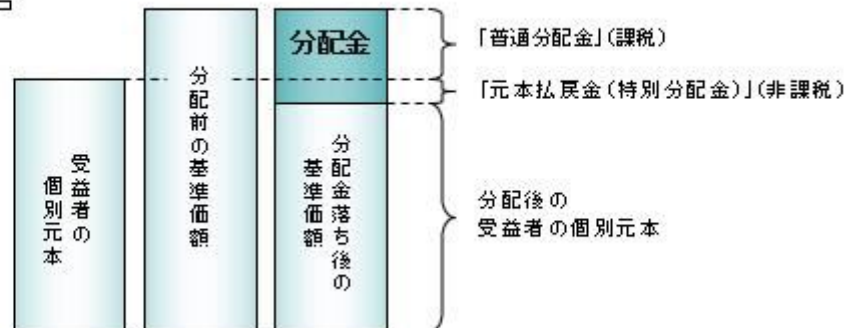 分配金
「普通分配金」(課税)
「元本払戻金(特別分配金)」(非課税)
受益者の
個別元本
分配前の基準価額
分配金落ち後の
基準価額
分配後の
受益者の個別元本